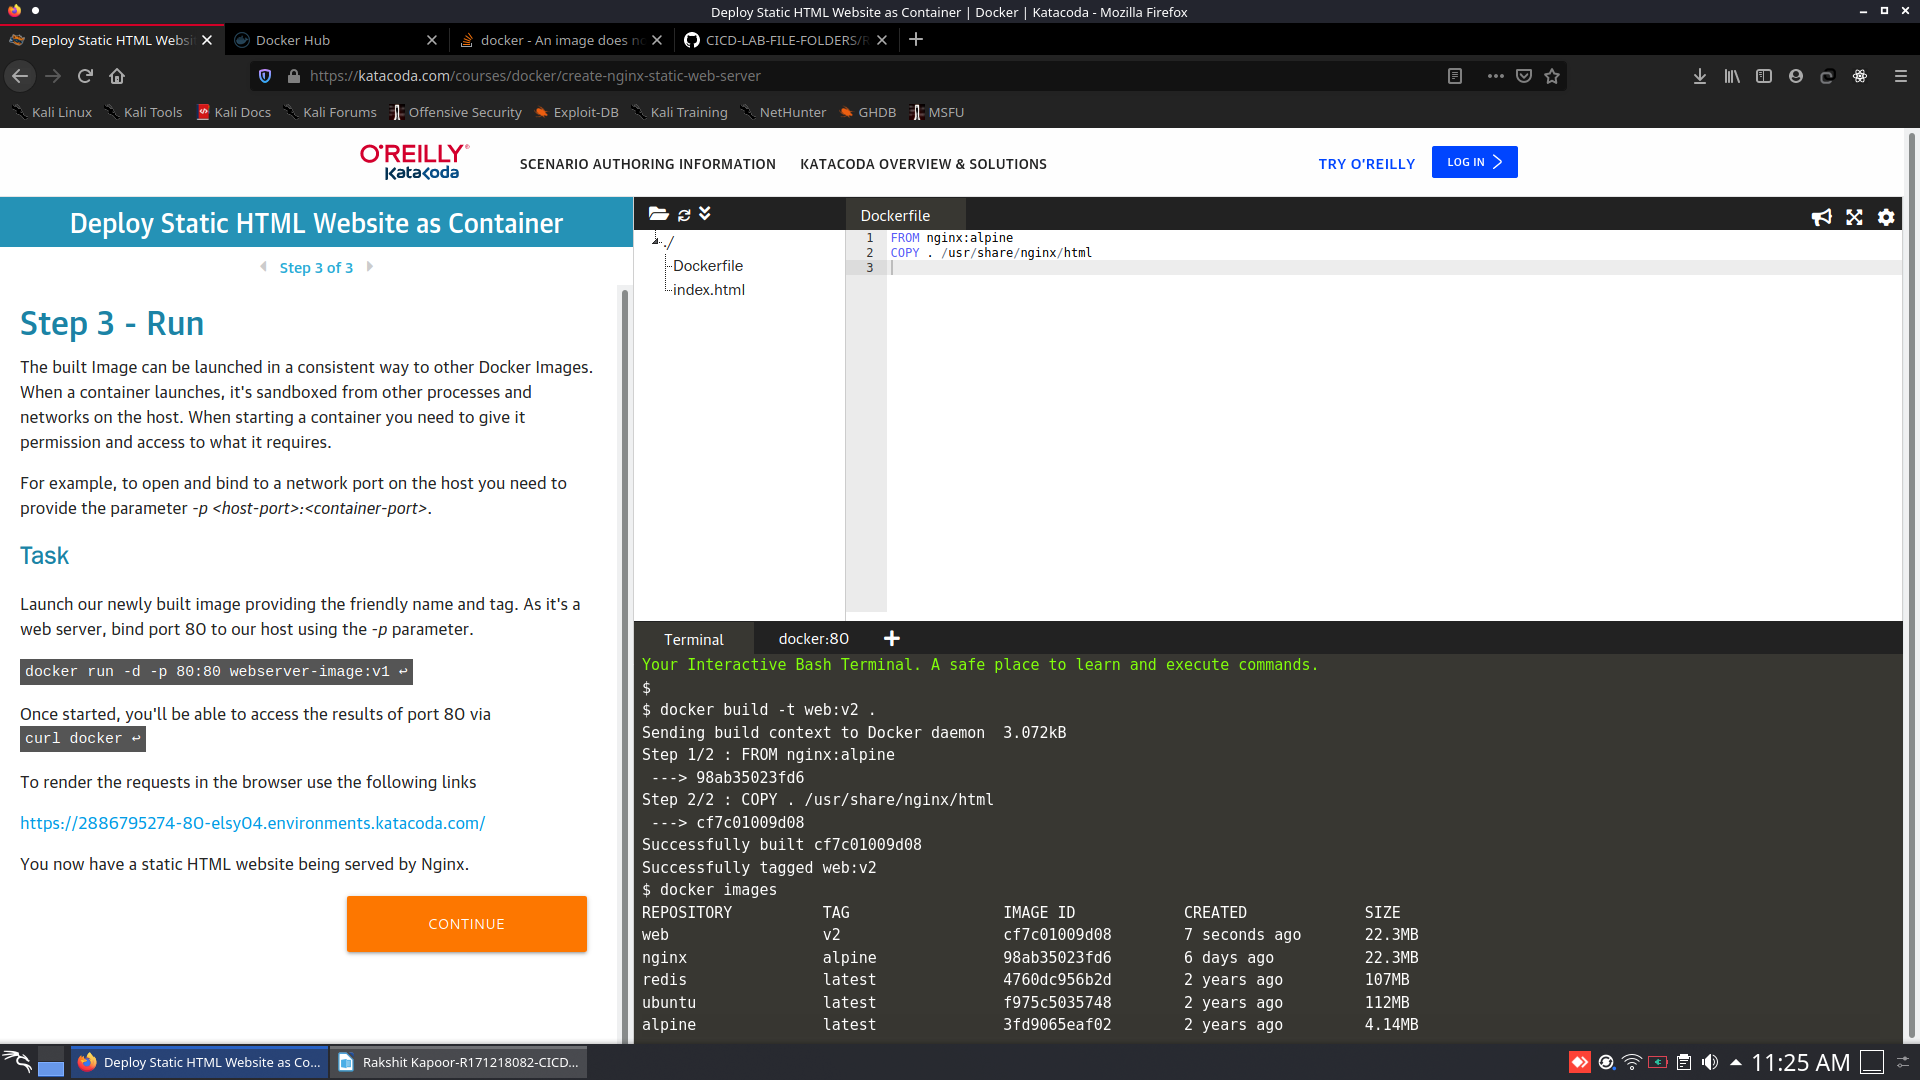 Deploy Static HTML Website as Container | Docker | Katacoda - Mozilla Firefox
Deploy Static HTML Websi
Docker Hub
docker - An image does n
CICD-LAB-FILE-FOLDERS/R
https://katacoda.com/courses/docker/create-nginx-static-web-server
Kali Linux
Kali Tools
Kali Docs
Kali Forums
Offensive Security
Exploit-DB
Kali Training
NetHunter
GHDB
MSFU
O'REILLY®
Katacoda
SCENARIO AUTHORING INFORMATION
KATACODA OVERVIEW & SOLUTIONS
TRY O'REILLY
LOG IN
Deploy Static HTML Website as Container
Step 3 of 3
Step 3 - Run
The built Image can be launched in a consistent way to other Docker Images.
When a container launches, it's sandboxed from other processes and
networks on the host. When starting a container you need to give it
permission and access to what it requires.
For example, to open and bind to a network port on the host you need to
provide the parameter -p <host-port>:<container-port>.
Task
Launch our newly built image providing the friendly name and tag. As it's a
web server, bind port 80 to our host using the -p parameter.
docker run -d -p 80:80 webserver-image:v1 ↩
Once started, you'll be able to access the results of port 80 via
curl docker ↩
To render the requests in the browser use the following links
https://2886795274-80-elsy04.environments.katacoda.com/
You now have a static HTML website being served by Nginx.
CONTINUE
./
Dockerfile
index.html
Dockerfile
1 FROM nginx:alpine
2 COPY . /usr/share/nginx/html
3
Terminal
docker:80
Your Interactive Bash Terminal. A safe place to learn and execute commands.
$
$ docker build -t web:v2 .
Sending build context to Docker daemon  3.072kB
Step 1/2 : FROM nginx:alpine
 ---> 98ab35023fd6
Step 2/2 : COPY . /usr/share/nginx/html
 ---> cf7c01009d08
Successfully built cf7c01009d08
Successfully tagged web:v2
$ docker images
REPOSITORY          TAG                 IMAGE ID            CREATED             SIZE
web                 v2                  cf7c01009d08        7 seconds ago       22.3MB
nginx               alpine              98ab35023fd6        6 days ago          22.3MB
redis               latest              4760dc956b2d        2 years ago         107MB
ubuntu              latest              f975c5035748        2 years ago         112MB
alpine              latest              3fd9065eaf02        2 years ago         4.14MB
Deploy Static HTML Website as Co...
Rakshit Kapoor-R171218082-CICD...
11:25 AM